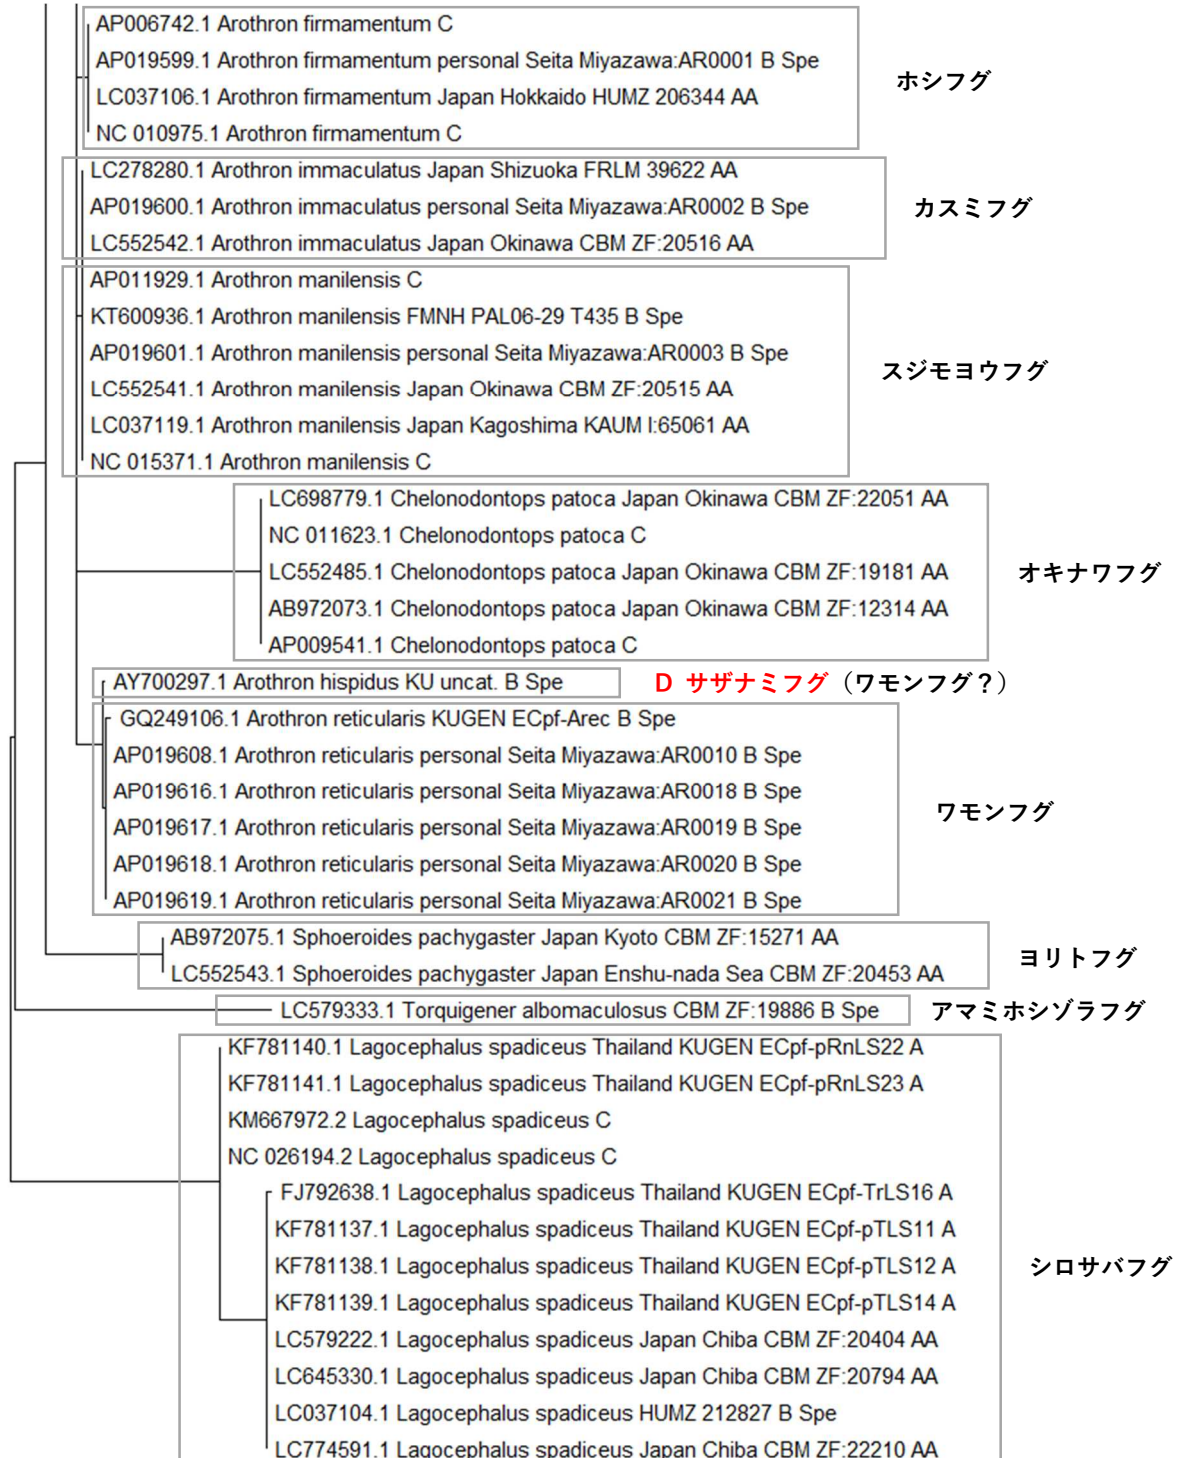 AP006742.1 Arothron firmamentum C
AP019599.1 Arothron firmamentum personal Seita Miyazawa:AR0001 B Spe
ホシフグ
LC037106.1 Arothron firmamentum Japan Hokkaido HUMZ 206344 AA
NC 010975.1 Arothron firmamentum C
LC278280.1 Arothron immaculatus Japan Shizuoka FRLM 39622 AA
AP019600.1 Arothron immaculatus personal Seita Miyazawa:AR0002 B Spe
カスミフグ
LC552542.1 Arothron immaculatus Japan Okinawa CBM ZF:20516 AA
AP011929.1 Arothron manilensis C
KT600936.1 Arothron manilensis FMNH PAL06-29 T435 B Spe
AP019601.1 Arothron manilensis personal Seita Miyazawa:AR0003 B Spe
スジモヨウフグ
LC552541.1 Arothron manilensis Japan Okinawa CBM ZF:20515 AA
LC037119.1 Arothron manilensis Japan Kagoshima KAUM I:65061 AA
NC 015371.1 Arothron manilensis C
LC698779.1 Chelonodontops patoca Japan Okinawa CBM ZF:22051 AA
NC 011623.1 Chelonodontops patoca C
LC552485.1 Chelonodontops patoca Japan Okinawa CBM ZF:19181 AA
オキナワフグ
AB972073.1 Chelonodontops patoca Japan Okinawa CBM ZF:12314 AA
AP009541.1 Chelonodontops patoca C
AY700297.1 Arothron hispidus KU uncat. B Spe
D サザナミフグ（ワモンフグ？）
GQ249106.1 Arothron reticularis KUGEN ECpf-Arec B Spe
AP019608.1 Arothron reticularis personal Seita Miyazawa:AR0010 B Spe
AP019616.1 Arothron reticularis personal Seita Miyazawa:AR0018 B Spe
ワモンフグ
AP019617.1 Arothron reticularis personal Seita Miyazawa:AR0019 B Spe
AP019618.1 Arothron reticularis personal Seita Miyazawa:AR0020 B Spe
AP019619.1 Arothron reticularis personal Seita Miyazawa:AR0021 B Spe
AB972075.1 Sphoeroides pachygaster Japan Kyoto CBM ZF:15271 AA
ヨリトフグ
LC552543.1 Sphoeroides pachygaster Japan Enshu-nada Sea CBM ZF:20453 AA
LC579333.1 Torquigener albomaculosus CBM ZF:19886 B Spe
アマミホシゾラフグ
KF781140.1 Lagocephalus spadiceus Thailand KUGEN ECpf-pRnLS22 A
KF781141.1 Lagocephalus spadiceus Thailand KUGEN ECpf-pRnLS23 A
KM667972.2 Lagocephalus spadiceus C
NC 026194.2 Lagocephalus spadiceus C
FJ792638.1 Lagocephalus spadiceus Thailand KUGEN ECpf-TrLS16 A
KF781137.1 Lagocephalus spadiceus Thailand KUGEN ECpf-pTLS11 A
KF781138.1 Lagocephalus spadiceus Thailand KUGEN ECpf-pTLS12 A
シロサバフグ
KF781139.1 Lagocephalus spadiceus Thailand KUGEN ECpf-pTLS14 A
LC579222.1 Lagocephalus spadiceus Japan Chiba CBM ZF:20404 AA
LC645330.1 Lagocephalus spadiceus Japan Chiba CBM ZF:20794 AA
LC037104.1 Lagocephalus spadiceus HUMZ 212827 B Spe
LC774591.1 Lagocephalus spadiceus Japan Chiba CBM ZF:22210 AA